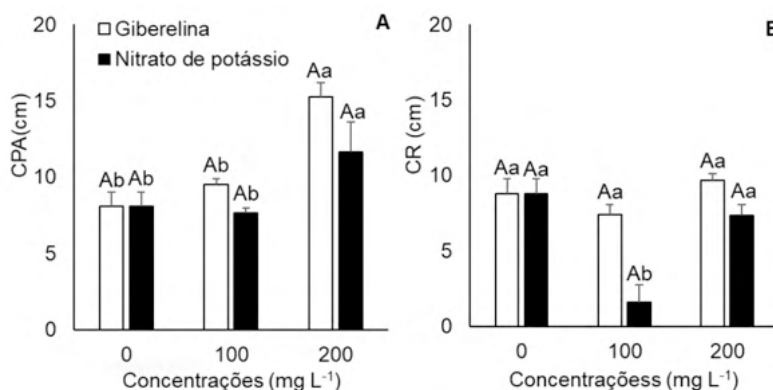 A
Giberelina
Nitrato de potássio
CPA(cm)
20
15
10
5
0
Ab Ab
Ab
Ab
Aa
Aa
0 100 200
Concentrações (mg L⁻¹)
CR (cm)
20
15
10
5
0
Aa Aa
Aa
Ab
Aa
Aa
0 100 200
Concentraçõess (mg L⁻¹)